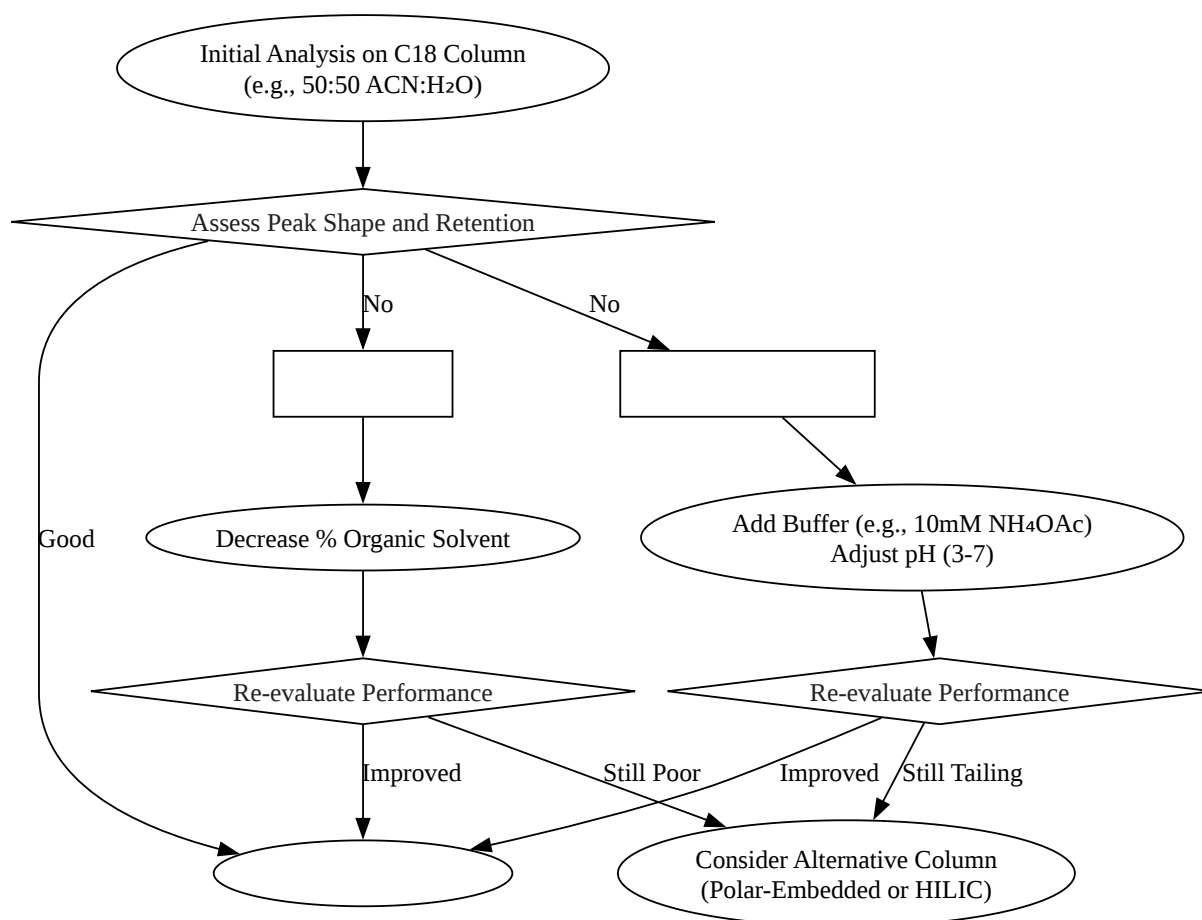 Initial Analysis on C18 Column
(e.g., 50:50 ACN:H₂O)
Assess Peak Shape and Retention
No
No
Good
Decrease % Organic Solvent
Add Buffer (e.g., 10mM NH₄OAc)
Adjust pH (3-7)
Re-evaluate Performance
Re-evaluate Performance
Improved
Still Poor
Improved
Still Tailing
Consider Alternative Column
(Polar-Embedded or HILIC)